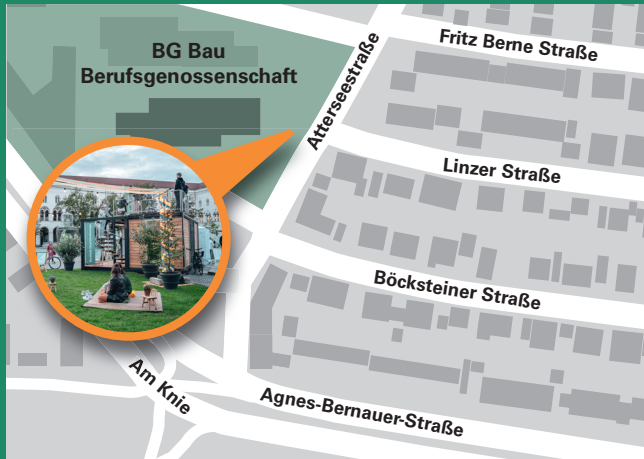 BG Bau
Berufsgenossenschaft
Fritz Berne Straße
Atterseestraße
Linzer Straße
Böcksteiner Straße
Am Knie
Agnes-Bernauer-Straße